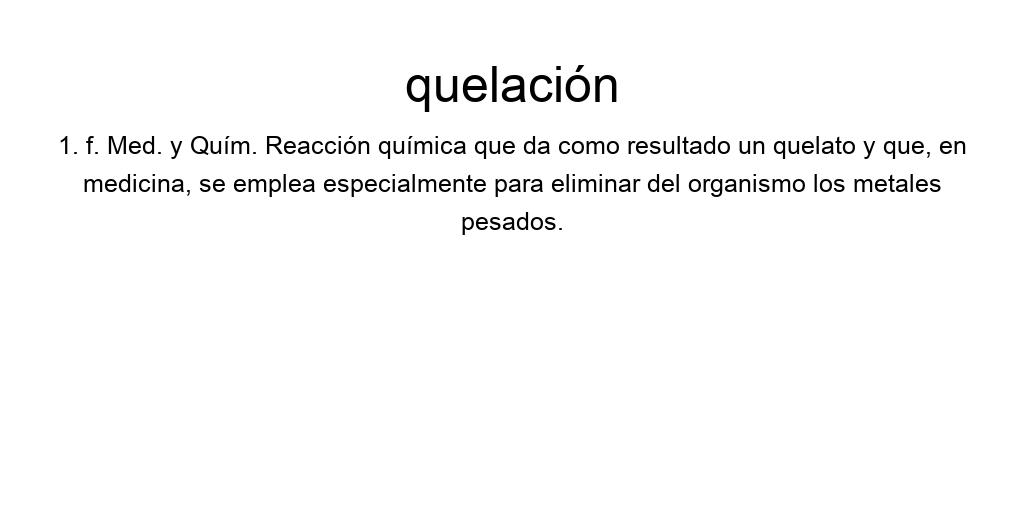 quelación
1. f. Med. y Quím. Reacción química que da como resultado un quelato y que, en
medicina, se emplea especialmente para eliminar del organismo los metales
pesados.